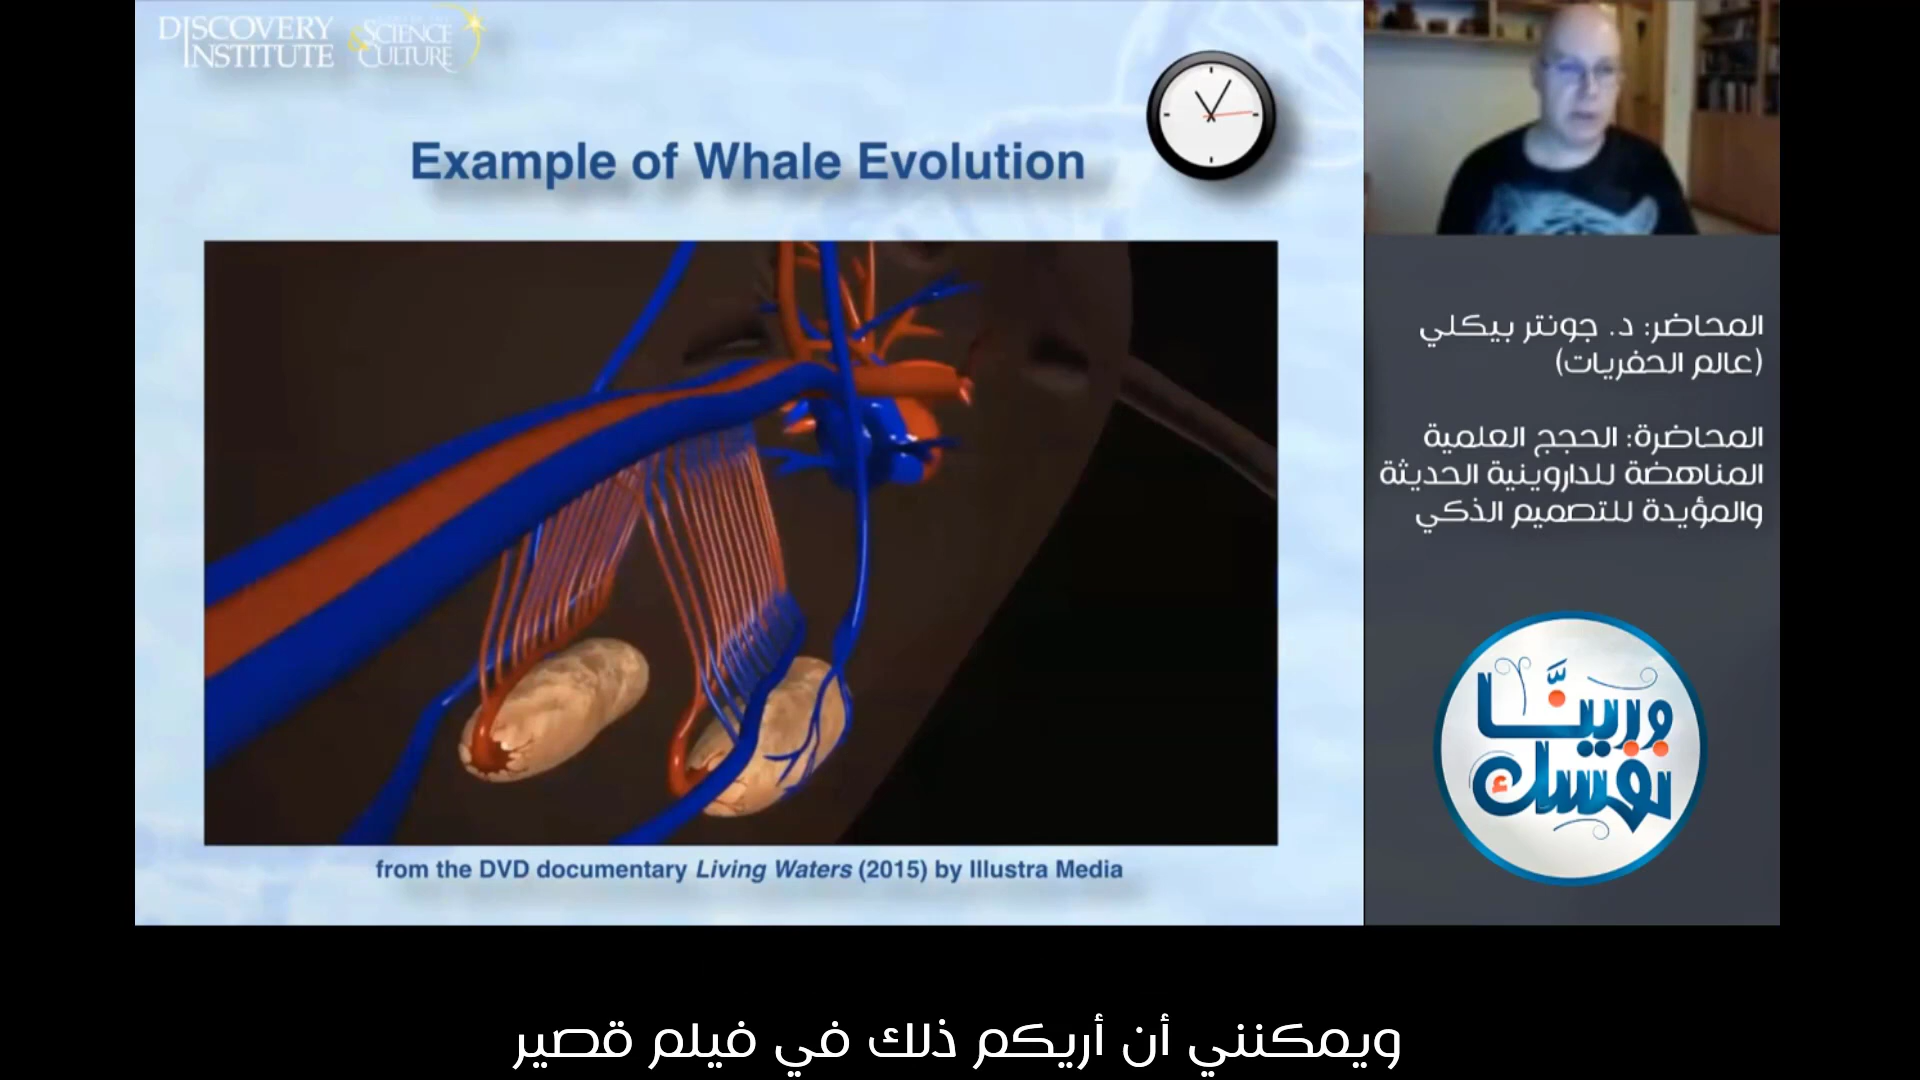 DISCOVERY
INSTITUTE
SCIENCE
& CULTURE
Example of Whale Evolution
from the DVD documentary Living Waters (2015) by Illustra Media
المحاضر: د. جونتر بيكلي
(عالم الحفريات)
المحاضرة: الحجج العلمية
المناهضة للداروينية الحديثة
والمؤيدة للتصميم الذكي
ورينا
نفسك
ويمكنني أن أريكم ذلك في فيلم قصير